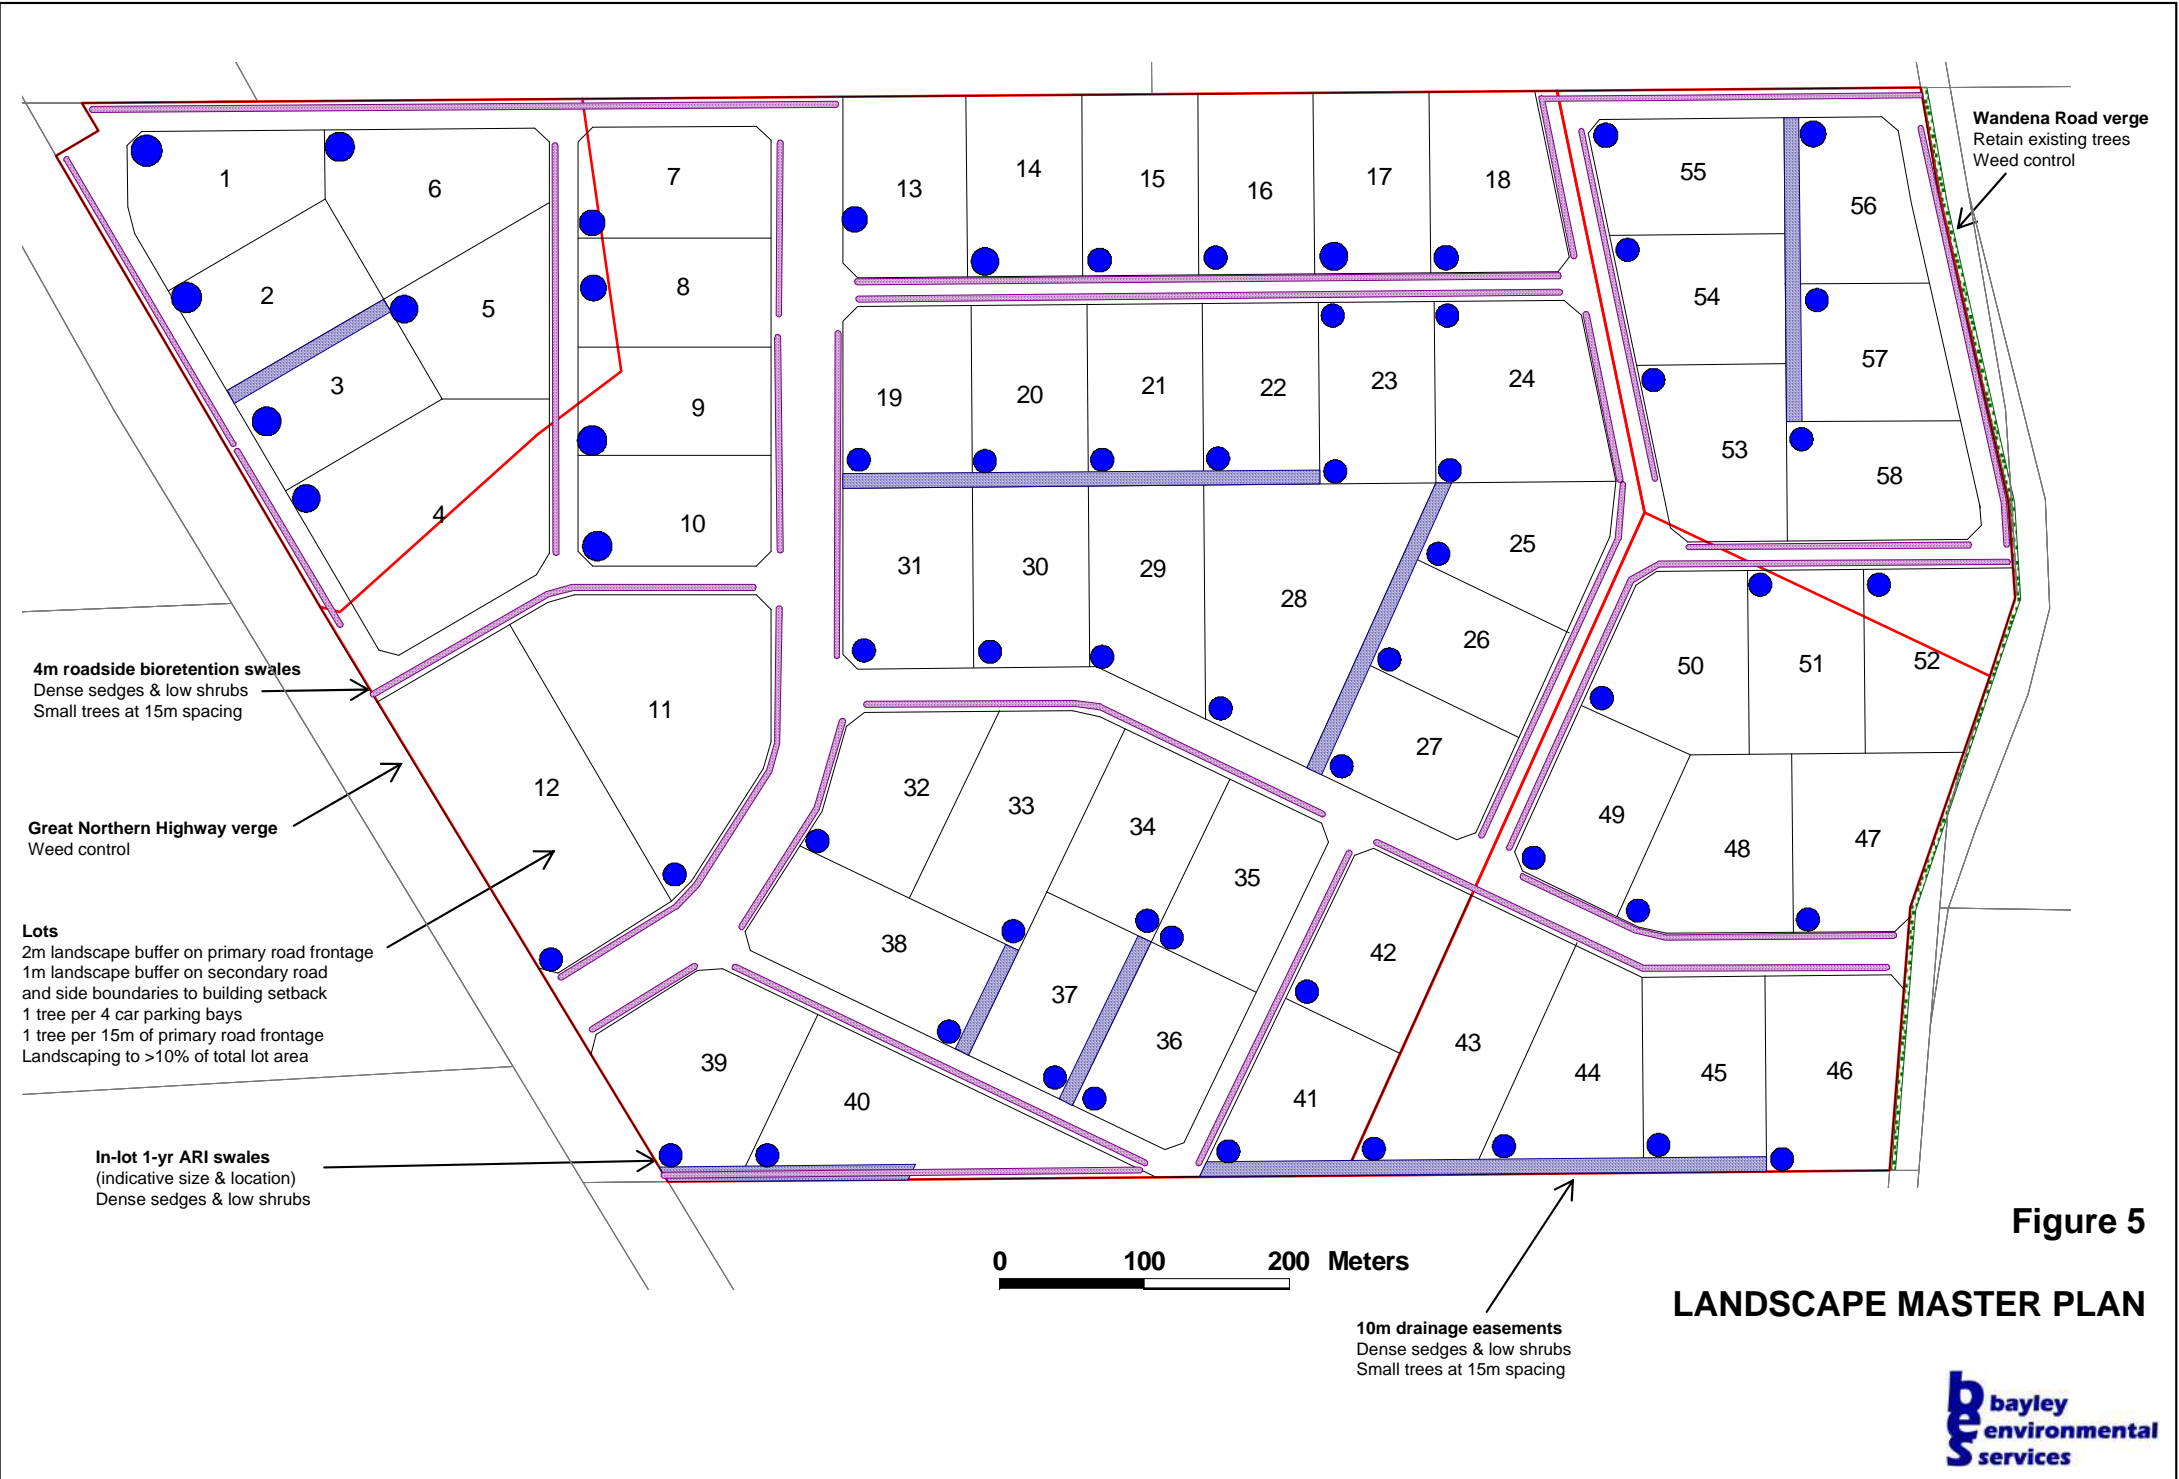 Wandena Road verge
Retain existing trees
Weed control
1
6
7
13
14
15
16
17
18
55
56
2
5
8
54
3
9
19
20
21
22
23
24
57
4
10
53
58
31
30
29
28
25
26
27
50
51
52
4m roadside bioretention swales
Dense sedges & low shrubs
Small trees at 15m spacing
11
12
32
33
34
35
49
48
47
Great Northern Highway verge
Weed control
Lots
2m landscape buffer on primary road frontage
1m landscape buffer on secondary road
and side boundaries to building setback
1 tree per 4 car parking bays
1 tree per 15m of primary road frontage
Landscaping to >10% of total lot area
38
37
36
42
43
44
45
46
39
40
41
In-lot 1-yr ARI swales
(indicative size & location)
Dense sedges & low shrubs
0 100 200 Meters
10m drainage easements
Dense sedges & low shrubs
Small trees at 15m spacing
Figure 5
LANDSCAPE MASTER PLAN
bes
bayley
environmental
services